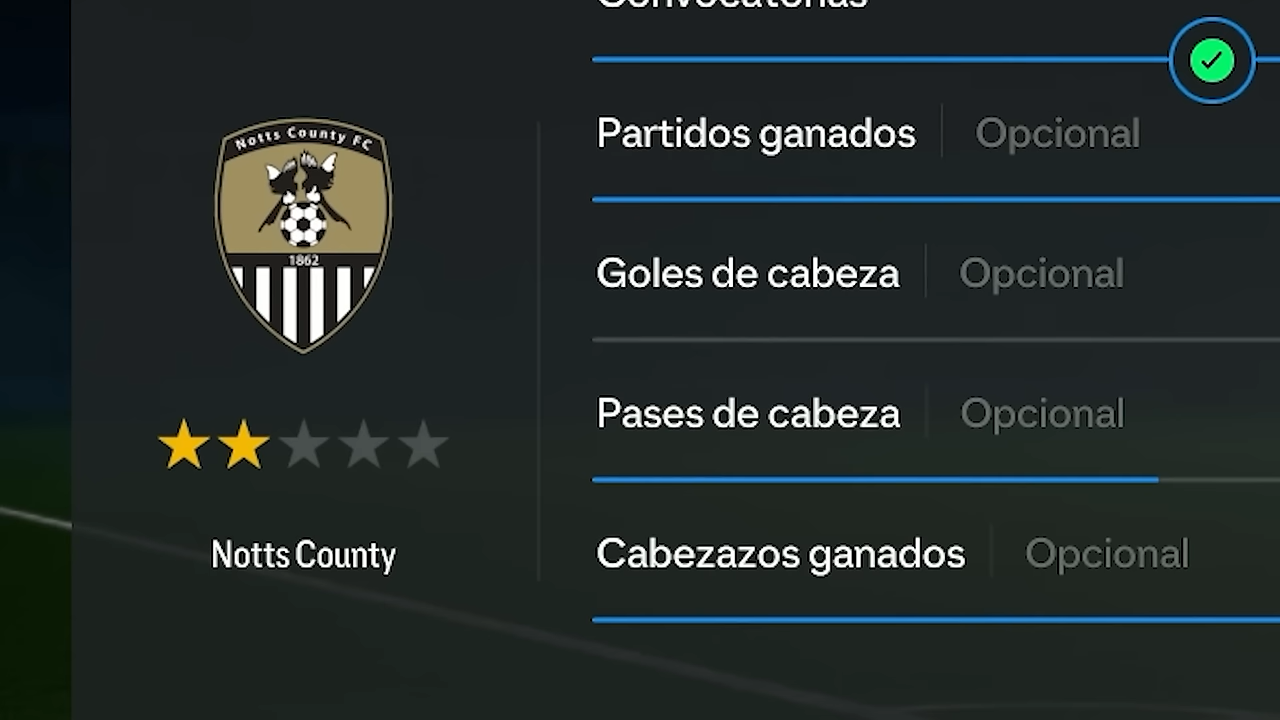 Convocatorias
Partidos ganados Opcional
Notts County FC
1862
Goles de cabeza Opcional
Pases de cabeza Opcional
Notts County
Cabezazos ganados Opcional